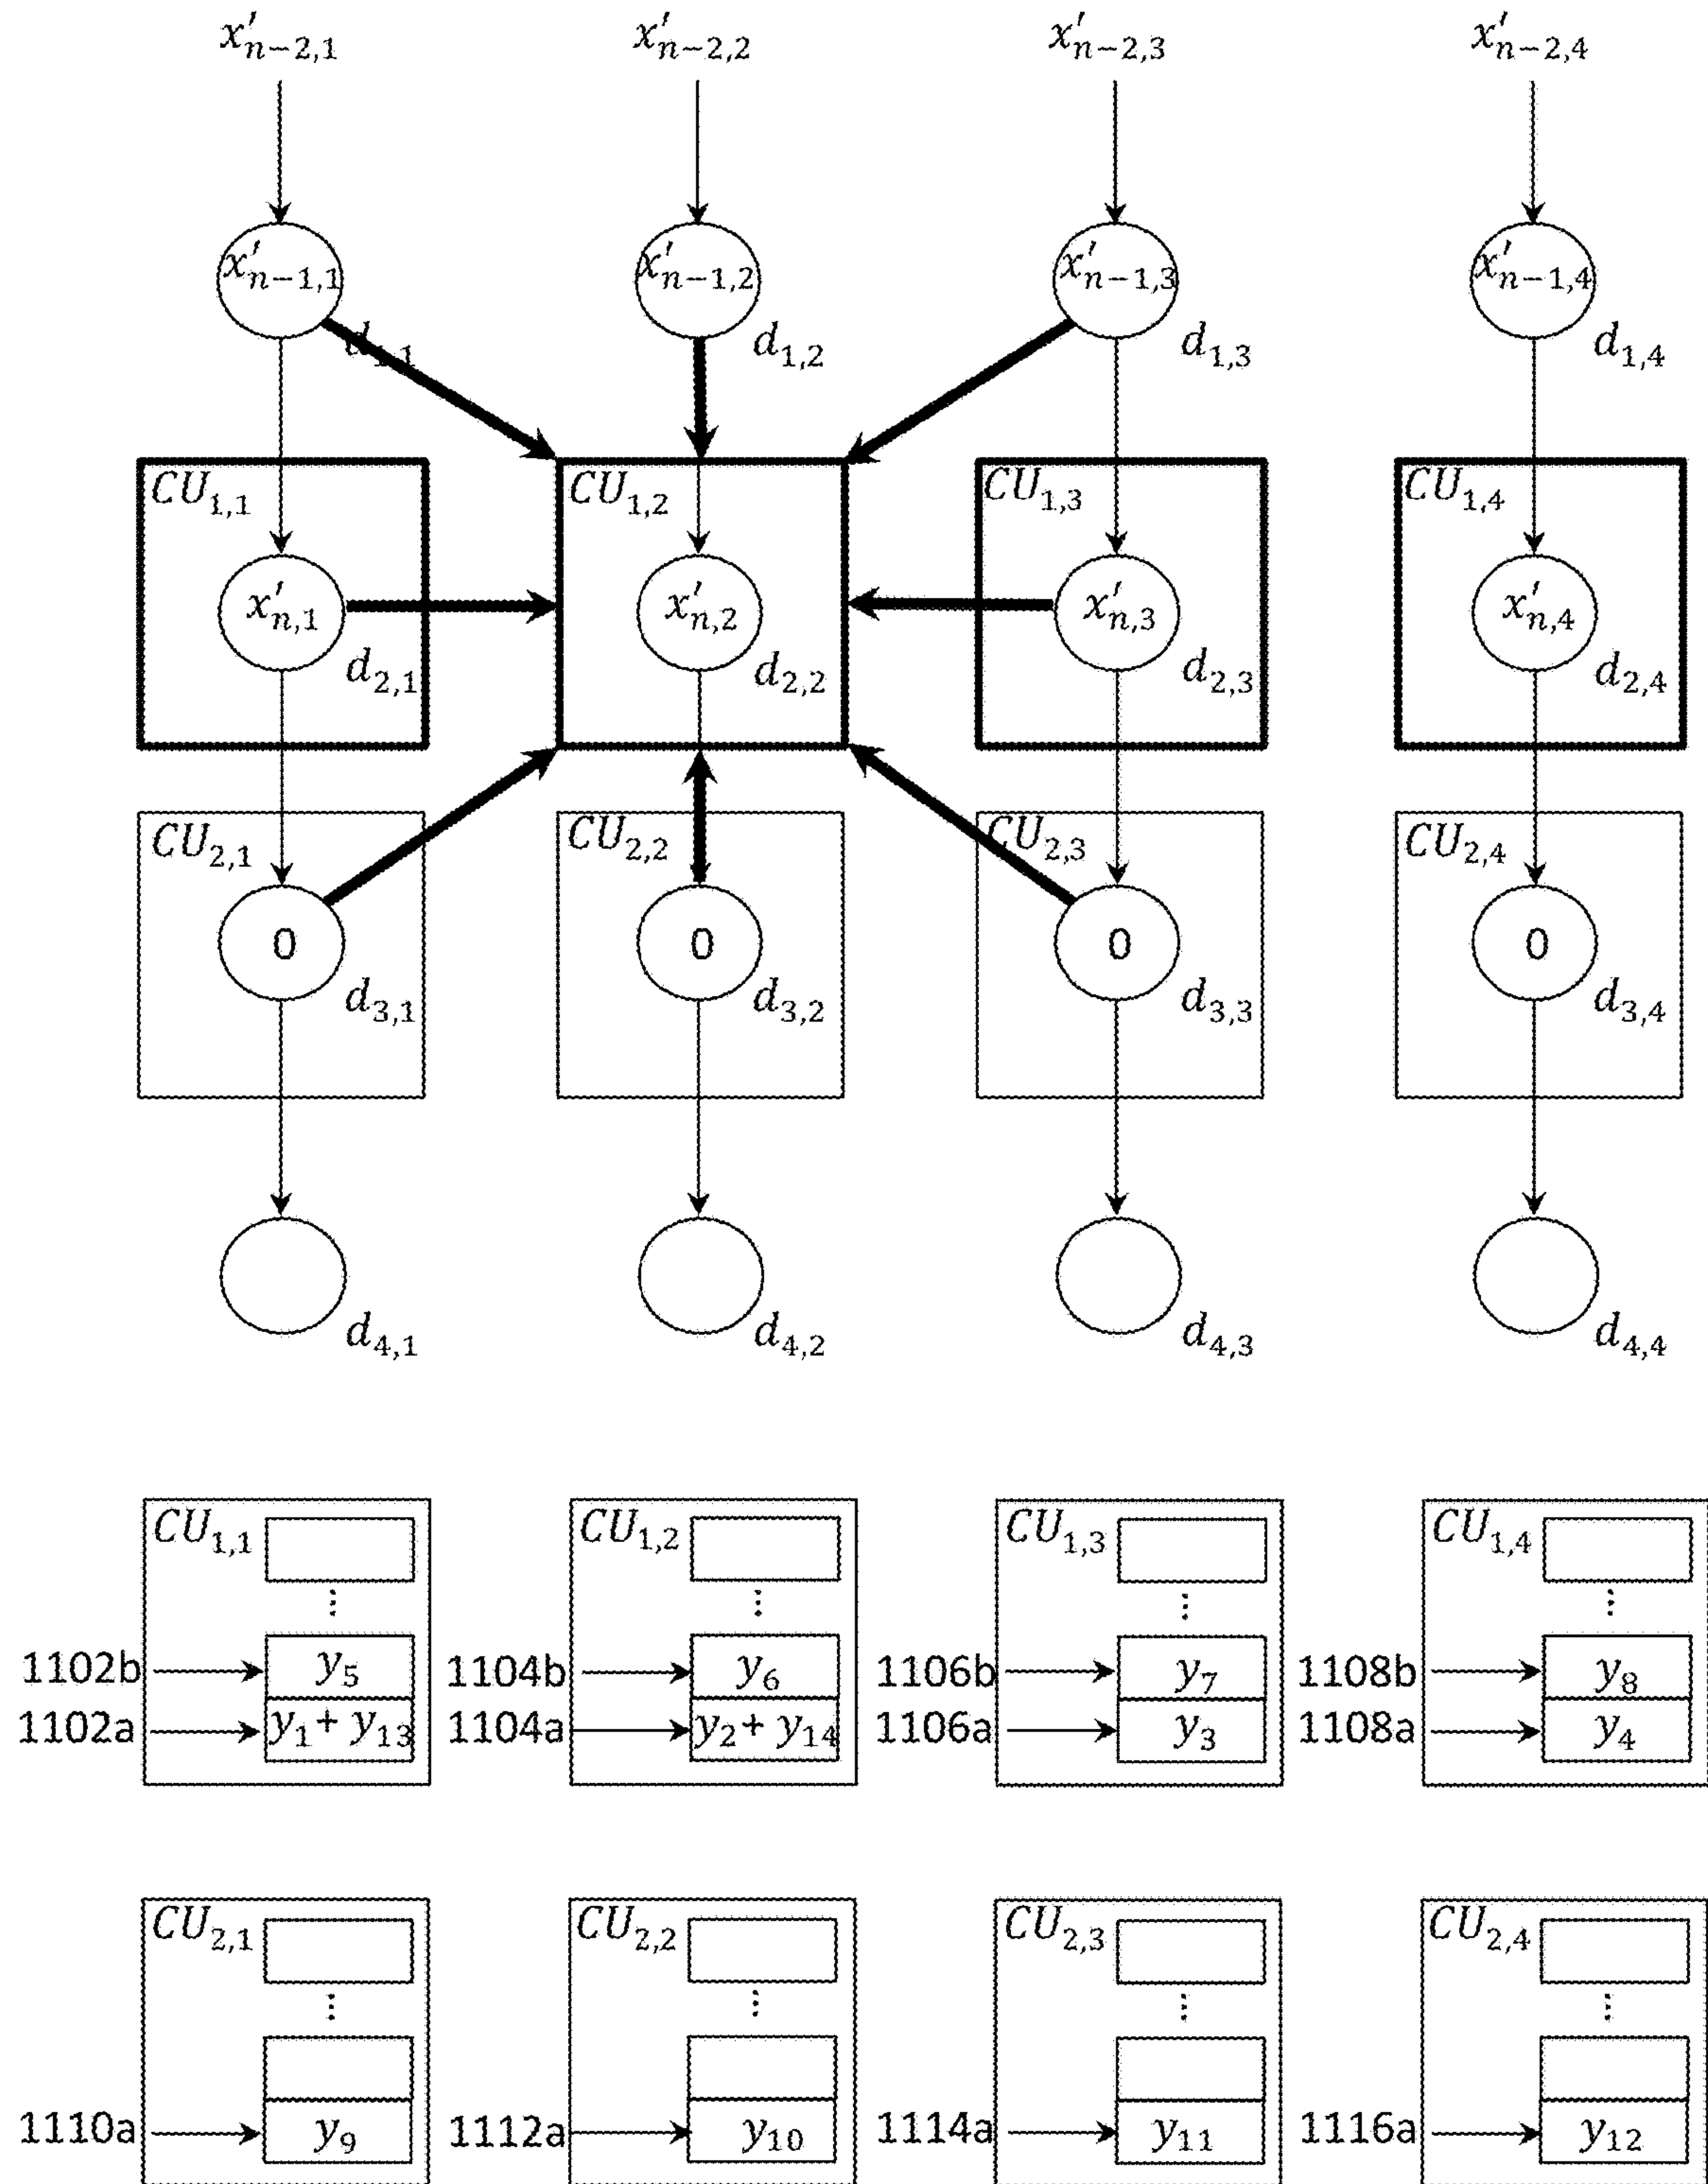 x′n−2,1 x′n−2,2 x′n−2,3 x′n−2,4
x′n−1,1 x′n−1,2 x′n−1,3 x′n−1,4
d1,1 d1,2 d1,3 d1,4
CU1,1 CU1,2 CU1,3 CU1,4
x′n,1 x′n,2 x′n,3 x′n,4
d2,1 d2,2 d2,3 d2,4
CU2,1 CU2,2 CU2,3 CU2,4
0 0 0 0
d3,1 d3,2 d3,3 d3,4
d4,1 d4,2 d4,3 d4,4
CU1,1 CU1,2 CU1,3 CU1,4
⋮ ⋮ ⋮ ⋮
1102b y5 1104b y6 1106b y7 1108b y8
1102a y1 + y13 1104a y2 + y14 1106a y3 1108a y4
CU2,1 CU2,2 CU2,3 CU2,4
⋮ ⋮ ⋮ ⋮
1110a y9 1112a y10 1114a y11 1116a y12